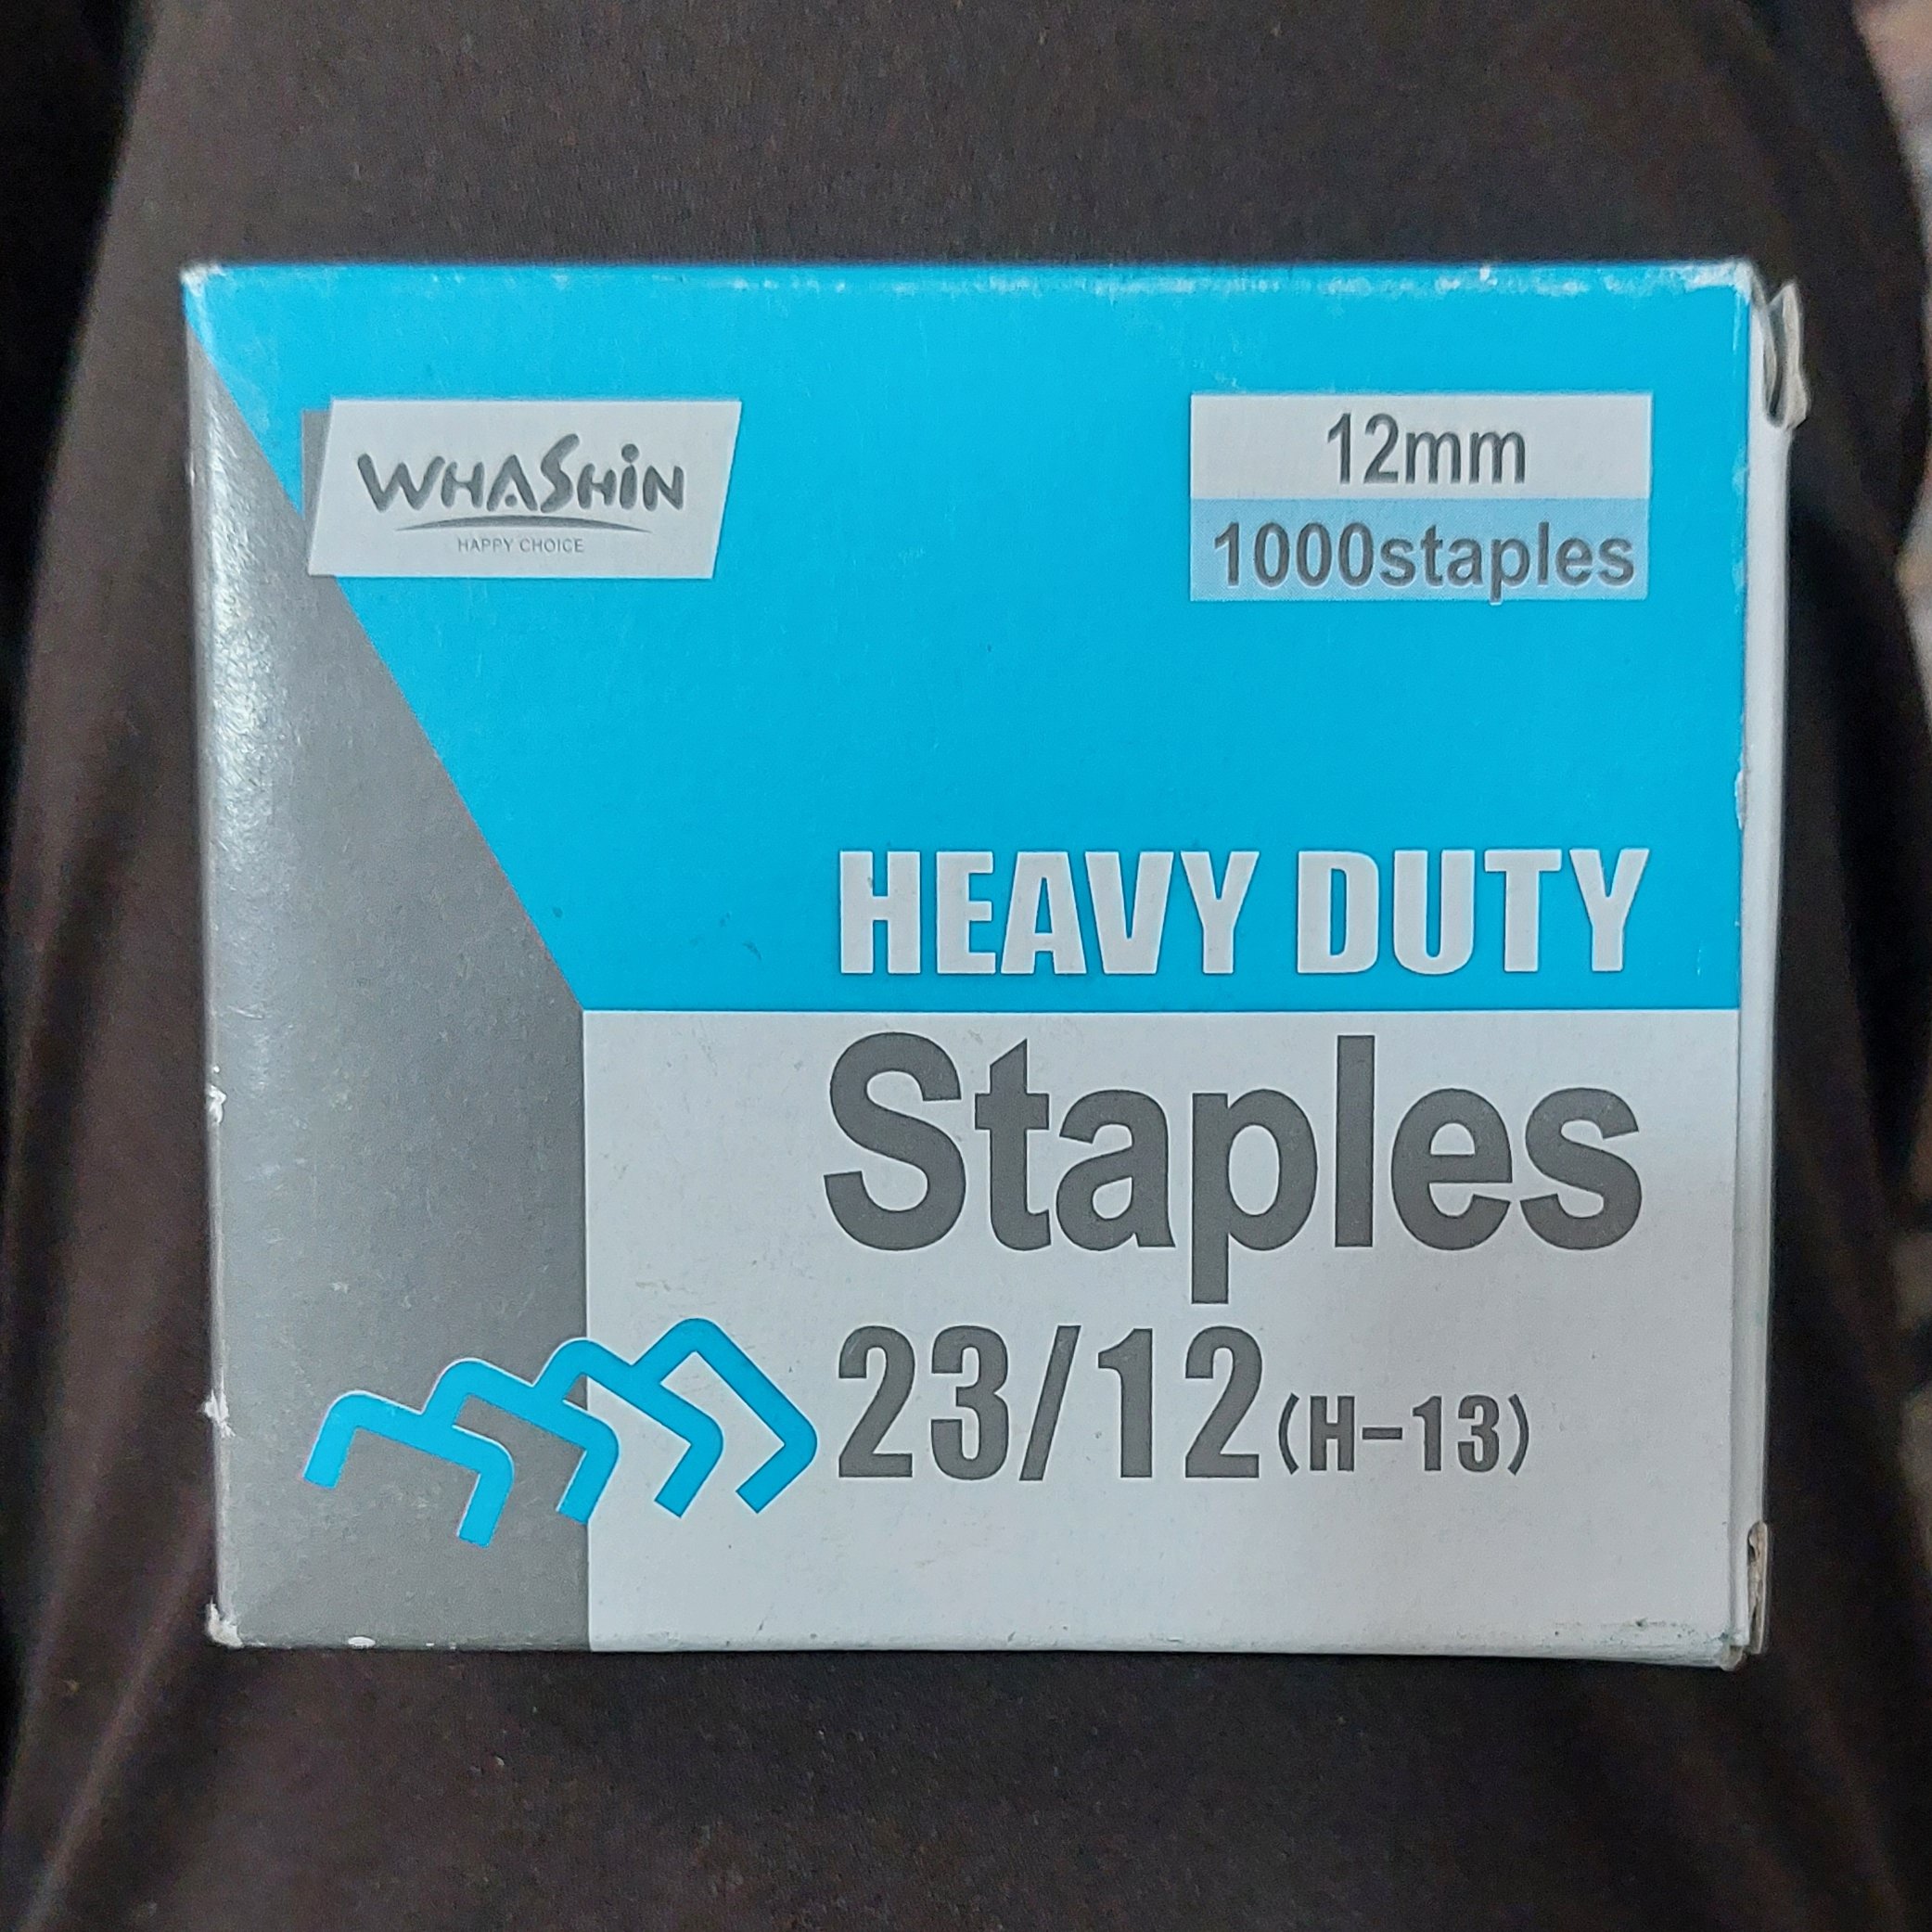 WHASHiN
HAPPY CHOICE
12mm
1000staples
HEAVY DUTY
Staples
23/12(H-13)